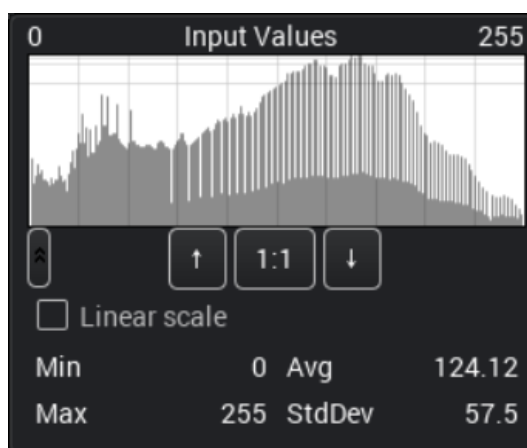 0 Input Values 255
↑ 1:1 ↓
Linear scale
Min 0 Avg 124.12
Max 255 StdDev 57.5